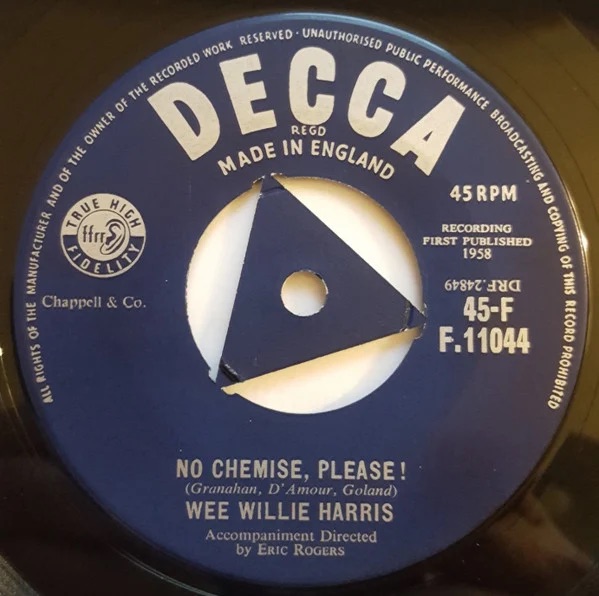 ALL RIGHTS OF THE MANUFACTURER AND OF THE OWNER OF THE RECORDED WORK RESERVED · UNAUTHORISED PUBLIC PERFORMANCE BROADCASTING AND COPYING OF THIS RECORD PROHIBITED
DECCA
REGD
MADE IN ENGLAND
45 RPM
TRUE HIGH
ffrr
FIDELITY
RECORDING
FIRST PUBLISHED
1958
Chappell & Co.
DRF.24849
45-F
F.11044
NO CHEMISE, PLEASE!
(Granahan, D'Amour, Goland)
WEE WILLIE HARRIS
Accompaniment Directed
by ERIC ROGERS